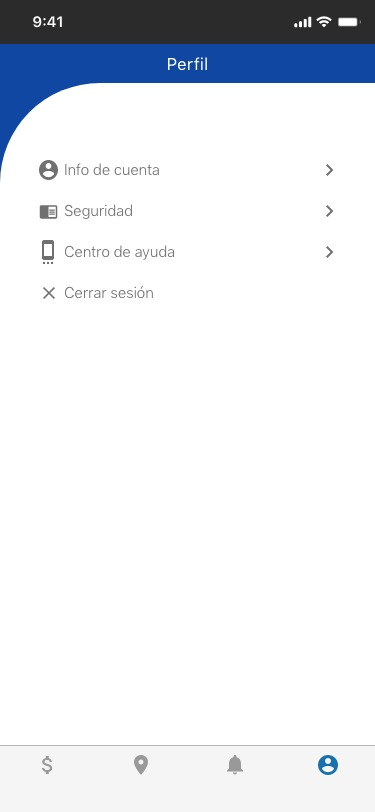 9:41
Perfil
Info de cuenta
Seguridad
Centro de ayuda
Cerrar sesión